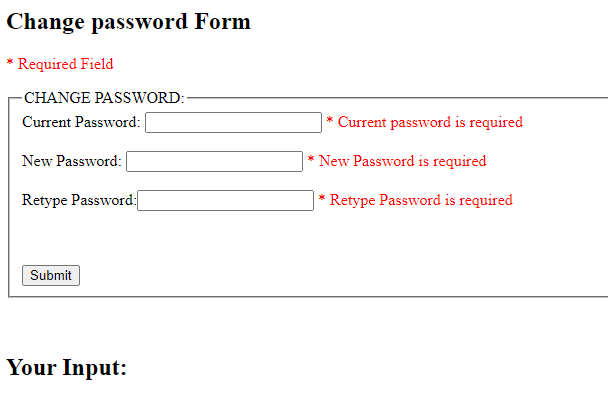 Change password Form
* Required Field
CHANGE PASSWORD:
Current Password: * Current password is required
New Password: * New Password is required
Retype Password: * Retype Password is required
Submit
Your Input: